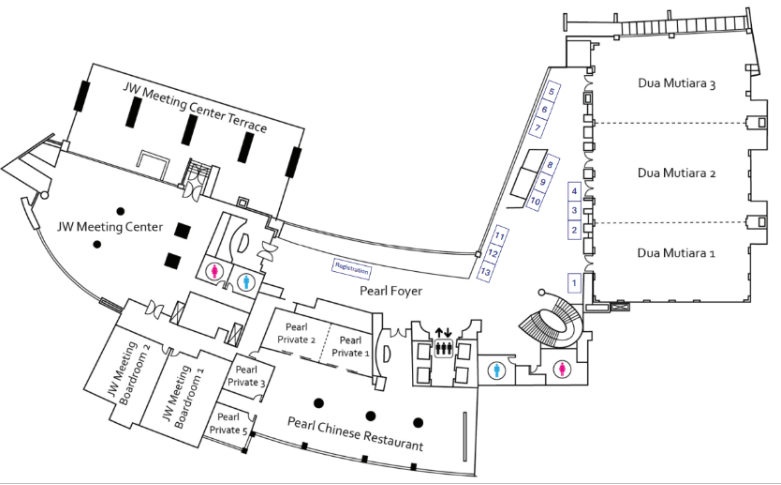 Dua Mutiara 3
5
6
7
JW Meeting Center Terrace
8
9
10
Dua Mutiara 2
4
3
2
JW Meeting Center
11
12
13
Dua Mutiara 1
Registration
1
Pearl Foyer
Pearl
Private 2
Pearl
Private 1
JW Meeting
Boardroom 2
JW Meeting
Boardroom 1
Pearl
Private 3
Pearl
Private 5
Pearl Chinese Restaurant